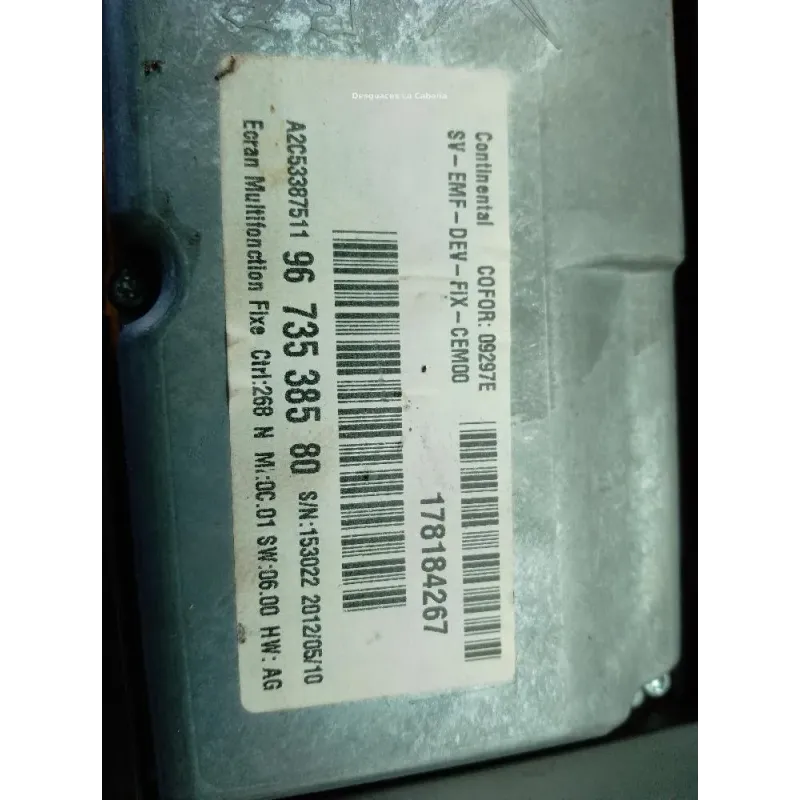 Desguaces La Cabaña
Continental COFOR: 09297E
SV-EMF-DEV-FIX-CEM00
178184267
A2C53387511 96 735 385 80 S/N:153022 2012/05/10
Ecran Multifonction Fixe Ctrl:268 N M/:0C.01 SW:06.00 HW: AG